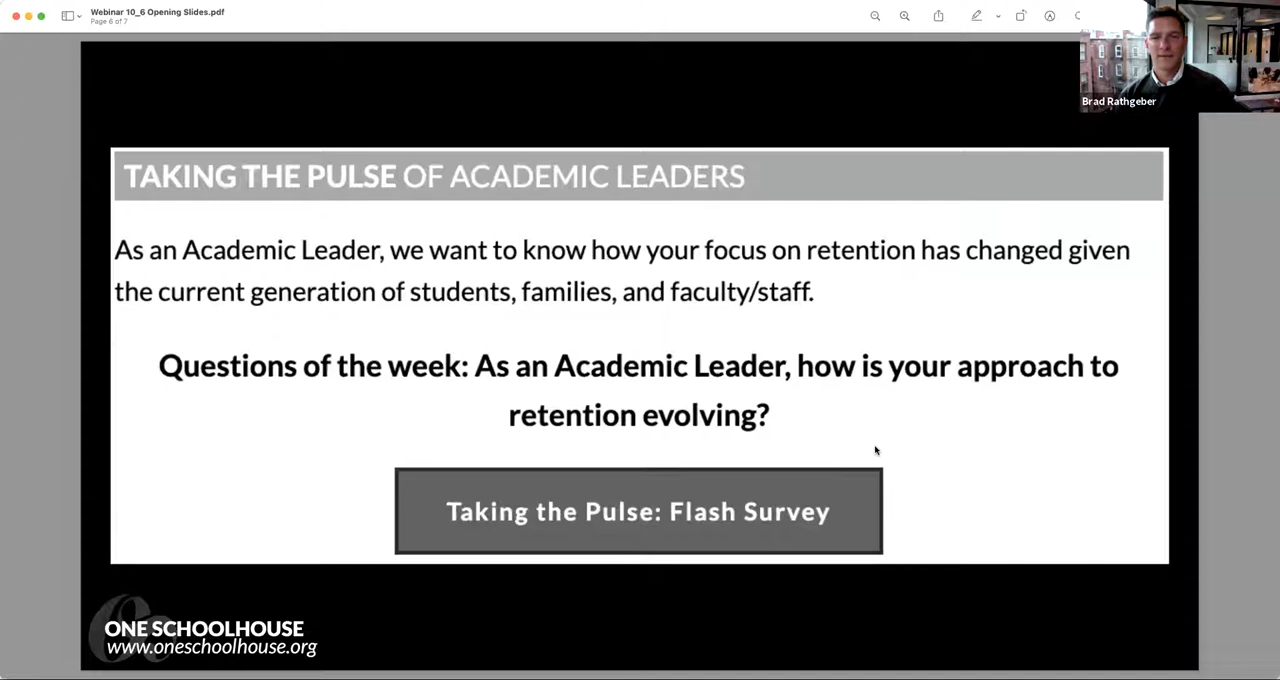 Webinar 10_6 Opening Slides.pdf
Page 6 of 7
Brad Rathgeber
TAKING THE PULSE OF ACADEMIC LEADERS
As an Academic Leader, we want to know how your focus on retention has changed given
the current generation of students, families, and faculty/staff.
Questions of the week: As an Academic Leader, how is your approach to
retention evolving?
Taking the Pulse: Flash Survey
ONE SCHOOLHOUSE
www.oneschoolhouse.org